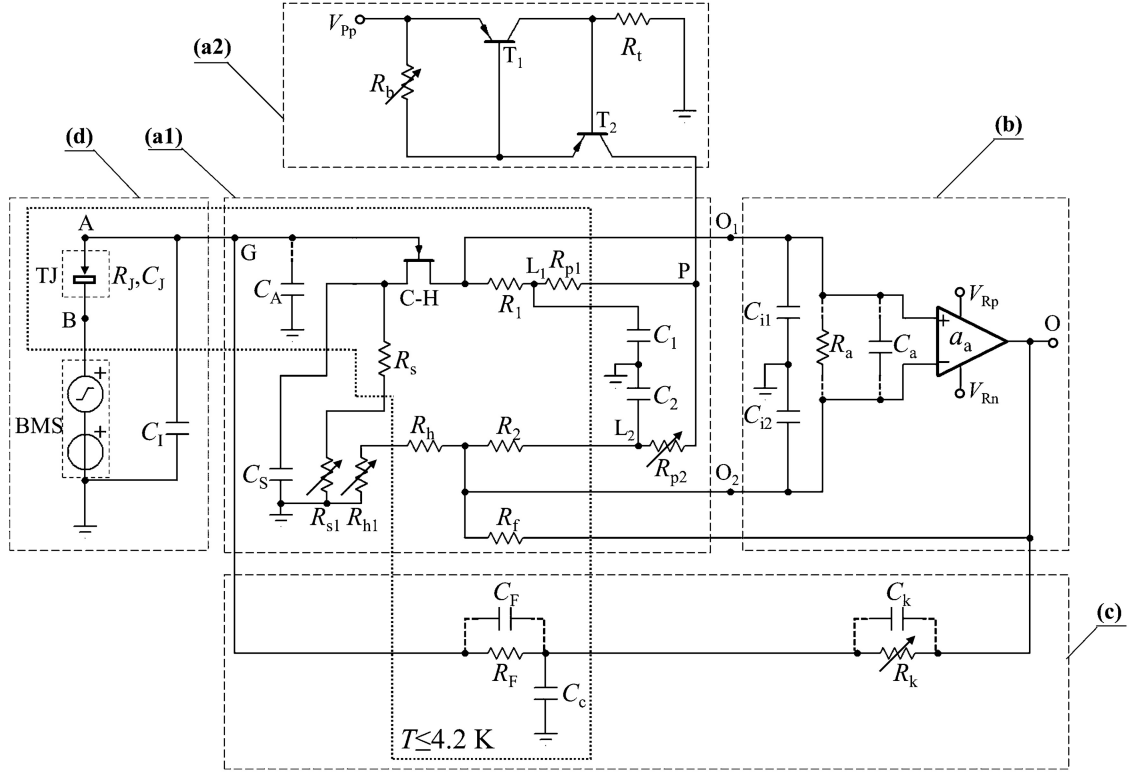 (a2)
V_Pp
T_1
R_t
R_b
T_2
(d)
(a1)
(b)
A
G
O_1
TJ
R_J,C_J
C_A
C-H
R_1
L_1
R_p1
P
B
C_1
C_i1
R_a
C_a
+
−
a_a
V_Rp
V_Rn
O
R_s
C_2
C_i2
BMS
+
+
C_I
R_h
R_2
L_2
R_p2
C_S
R_s1
R_h1
O_2
R_f
C_F
R_F
C_c
C_k
R_k
(c)
T≤4.2 K